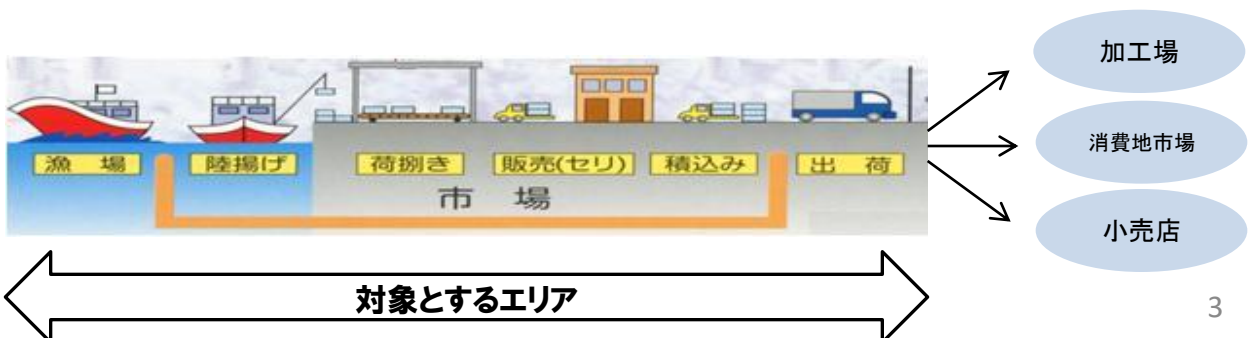 漁場
陸揚げ
荷捌き
販売(セリ)
積込み
出荷
市場
対象とするエリア
加工場
消費地市場
小売店
3